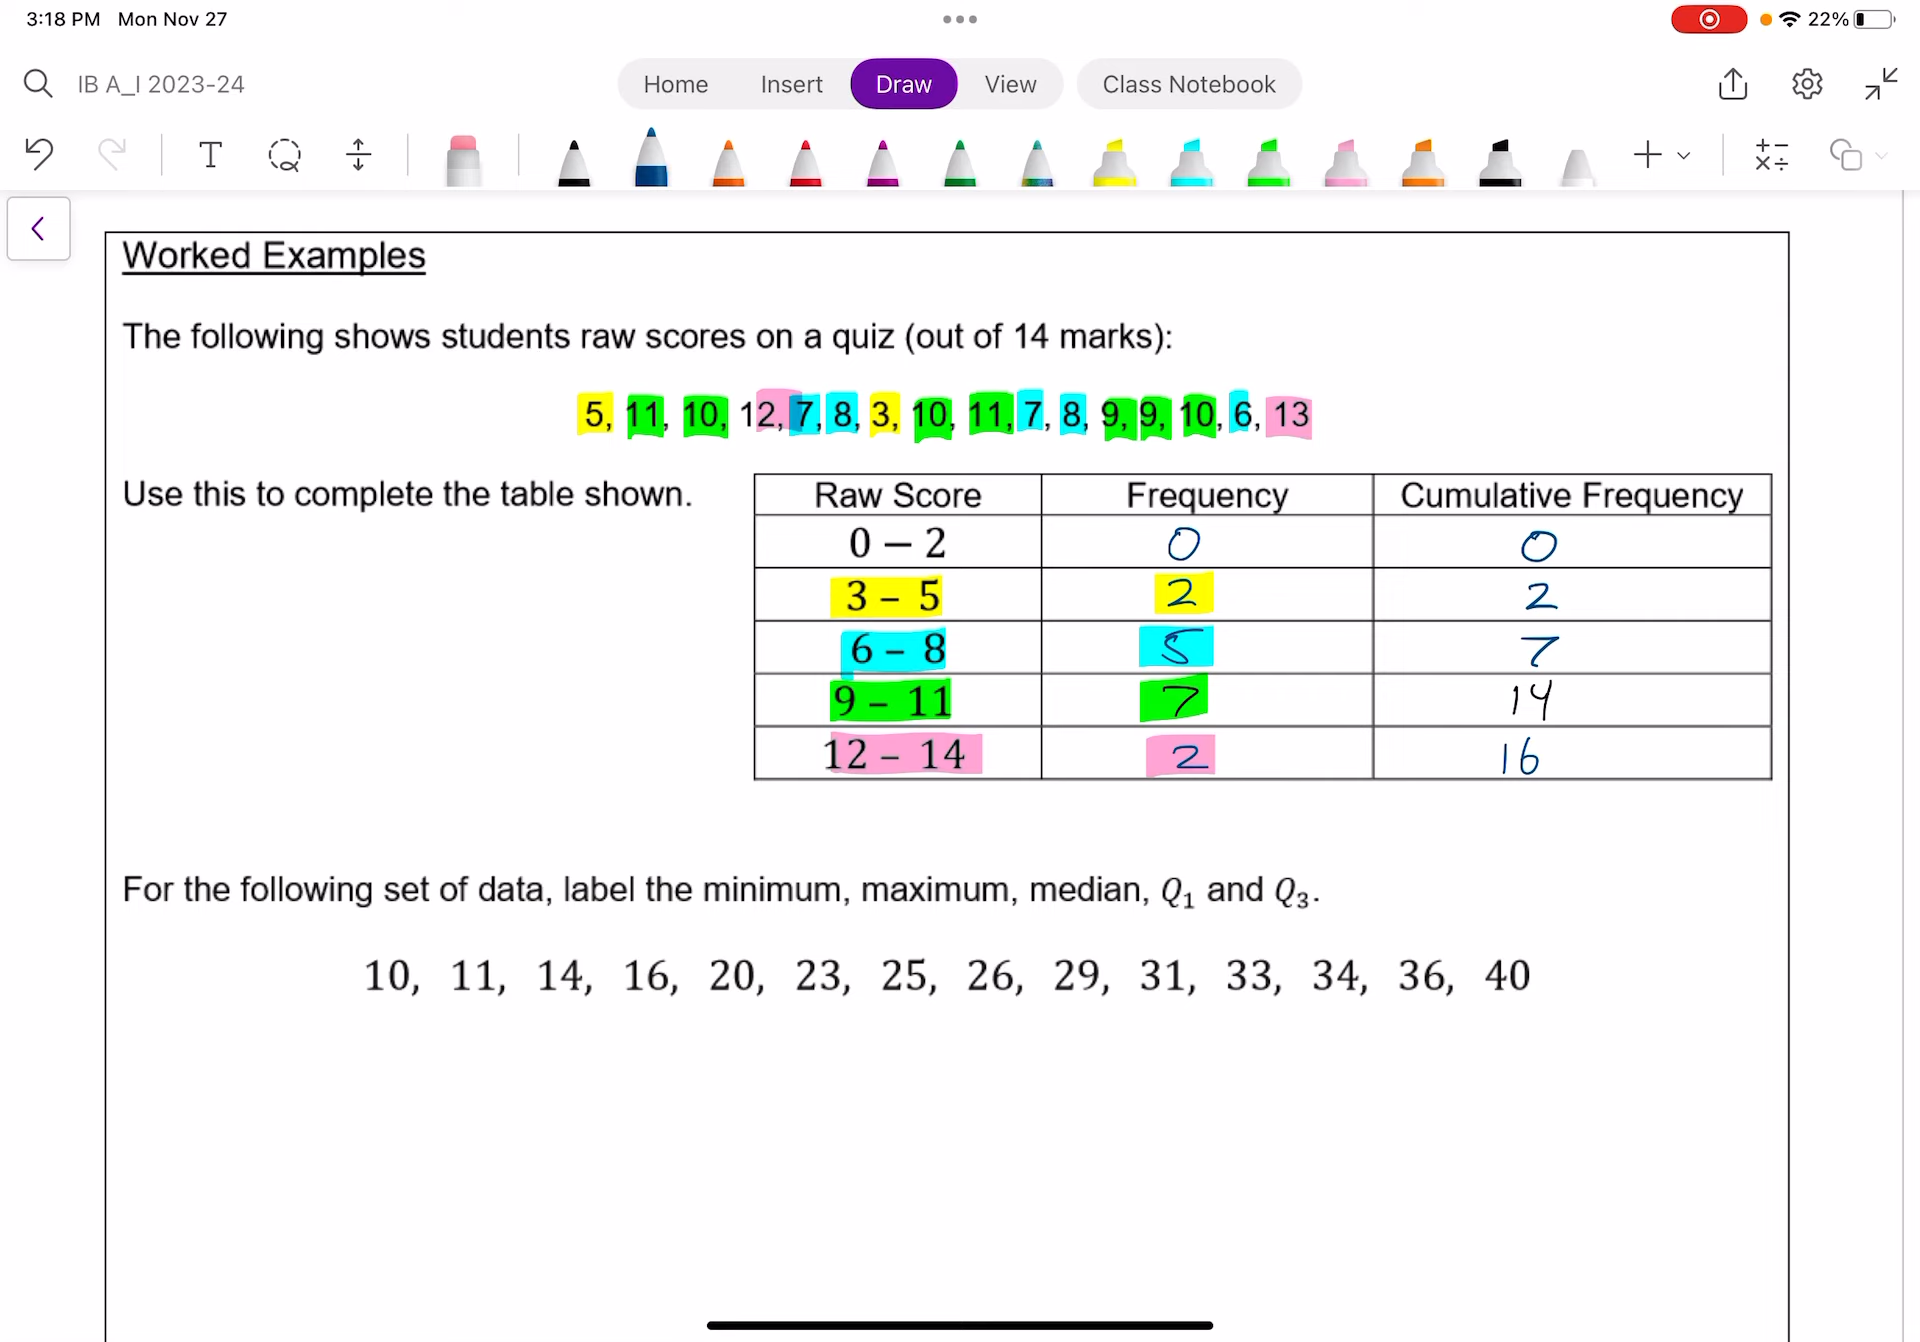 3:18 PM Mon Nov 27
22%
IB A_I 2023-24
Home Insert Draw View Class Notebook
T
Worked Examples
The following shows students raw scores on a quiz (out of 14 marks):
5, 11, 10, 12, 7, 8, 3, 10, 11, 7, 8, 9, 9, 10, 6, 13
Use this to complete the table shown.
Raw Score Frequency Cumulative Frequency
0 – 2 0 0
3 – 5 2 2
6 – 8 5 7
9 – 11 7 14
12 – 14 2 16
For the following set of data, label the minimum, maximum, median, Q₁ and Q₃.
10, 11, 14, 16, 20, 23, 25, 26, 29, 31, 33, 34, 36, 40